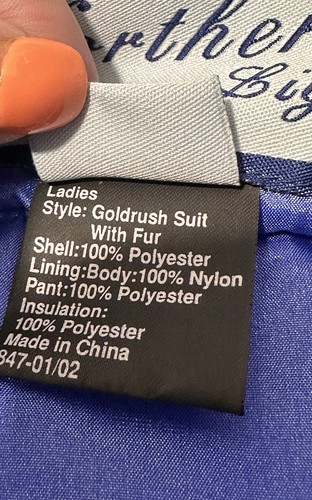 Ladies
Style: Goldrush Suit
With Fur
Shell:100% Polyester
Lining:Body:100% Nylon
Pant:100% Polyester
Insulation:
100% Polyester
Made in China
847-01/02